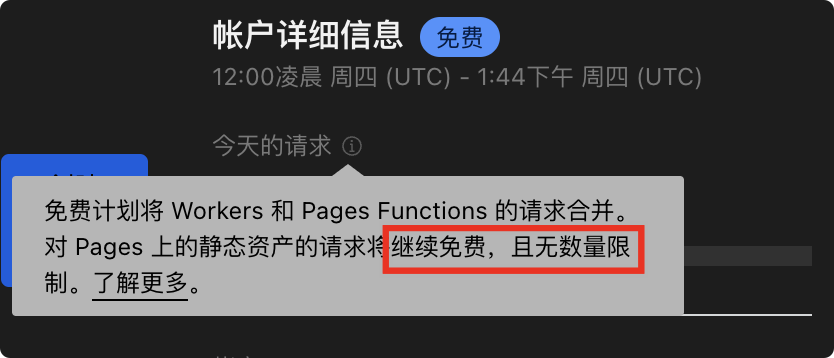 帐户详细信息 免费
12:00凌晨 周四 (UTC) - 1:44下午 周四 (UTC)
今天的请求
免费计划将 Workers 和 Pages Functions 的请求合并。
对 Pages 上的静态资产的请求将继续免费，且无数量限
制。了解更多。